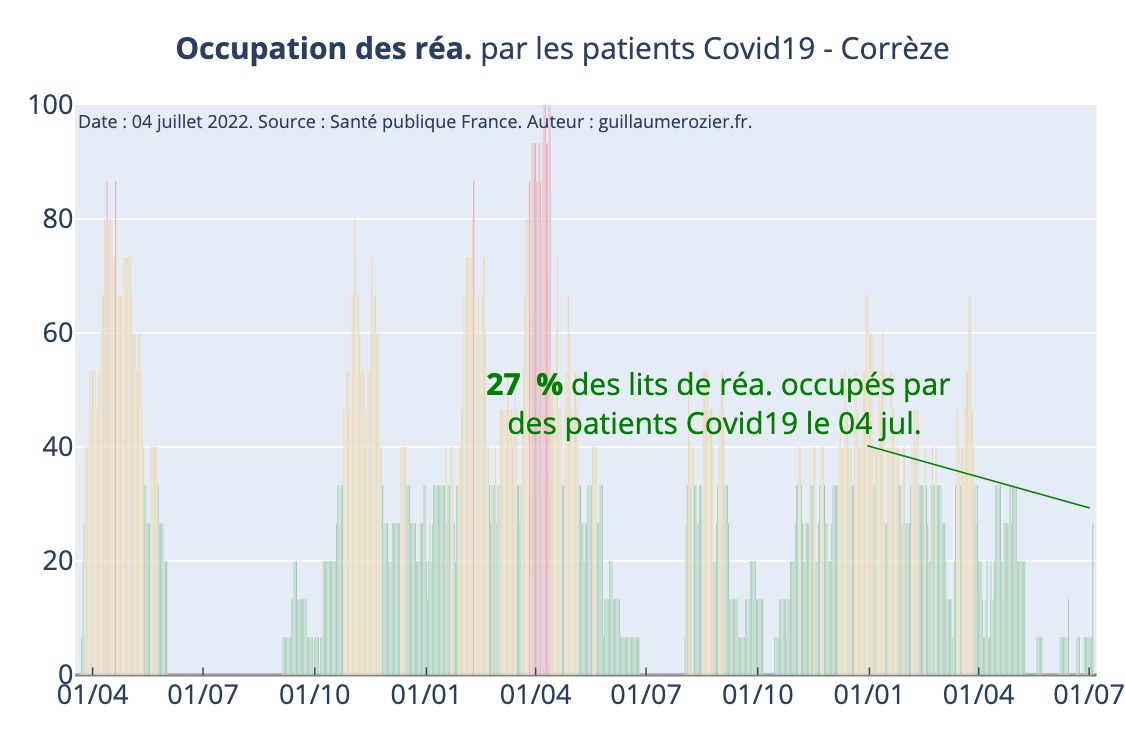 Occupation des réa. par les patients Covid19 - Corrèze
100
Date : 04 juillet 2022. Source : Santé publique France. Auteur : guillaumerozier.fr.
80
60
27 % des lits de réa. occupés par
des patients Covid19 le 04 jul.
40
20
0
01/04 01/07 01/10 01/01 01/04 01/07 01/10 01/01 01/04 01/07